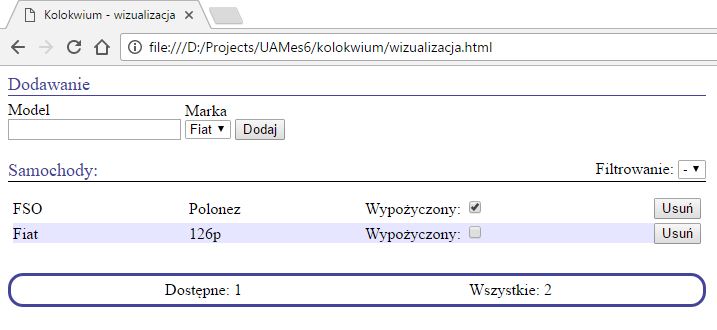 Kolokwium - wizualizacja
file:///D:/Projects/UAMes6/kolokwium/wizualizacja.html
Dodawanie
Model Marka
Fiat Dodaj
Samochody: Filtrowanie: -
FSO Polonez Wypożyczony: Usuń
Fiat 126p Wypożyczony: Usuń
Dostępne: 1 Wszystkie: 2